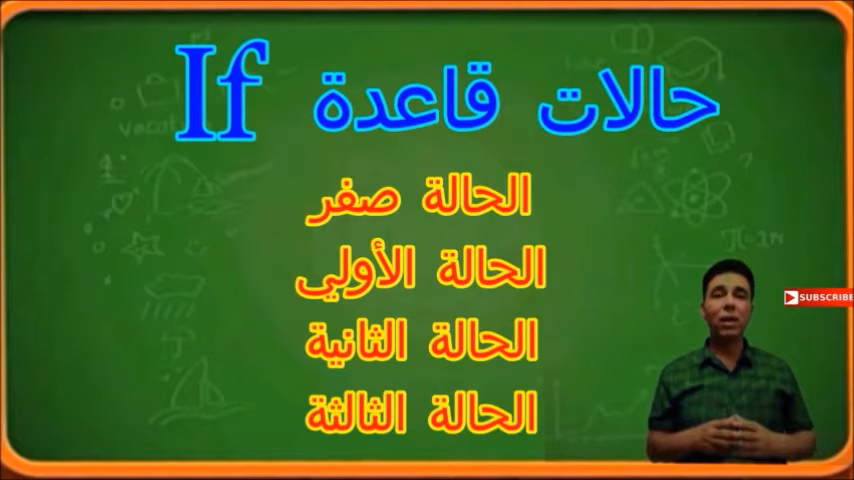 حالات قاعدة If
الحالة صفر
الحالة الأولي
الحالة الثانية
الحالة الثالثة
SUBSCRIBE